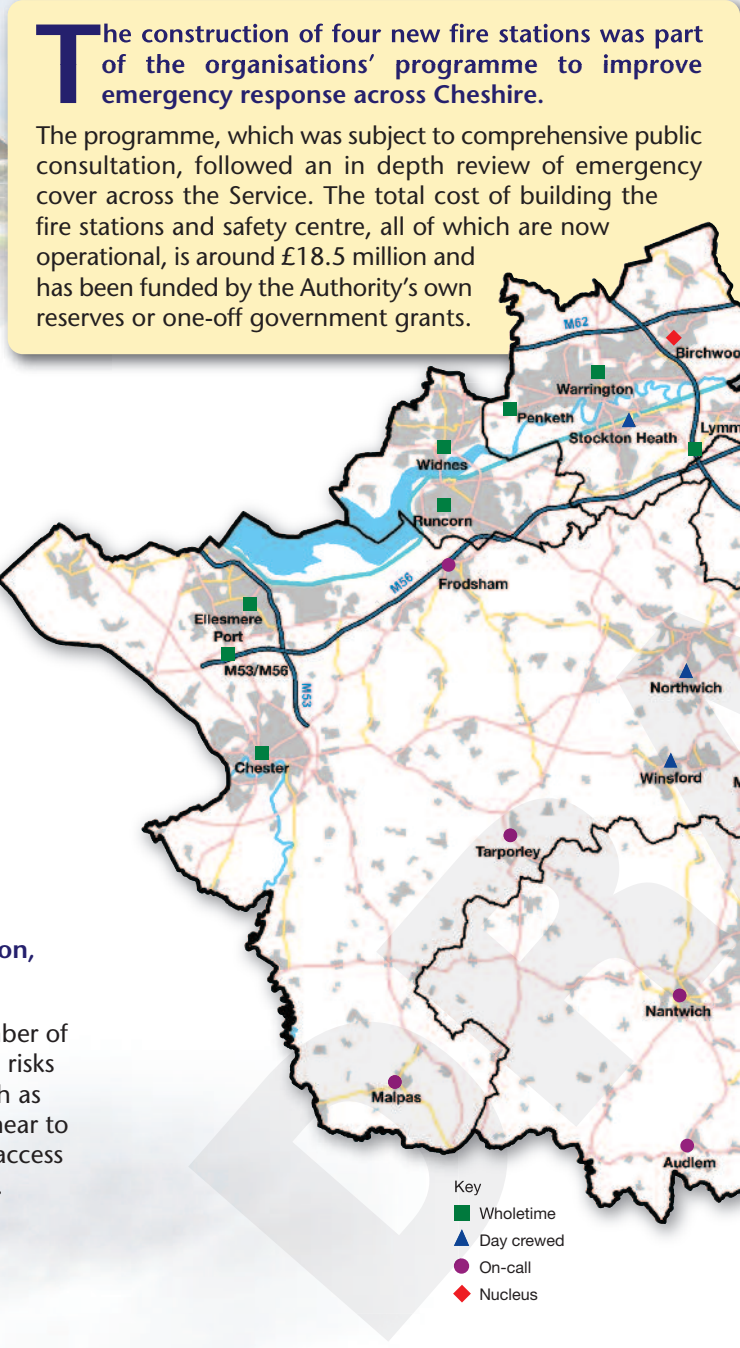 The construction of four new fire stations was part
of the organisations’ programme to improve
emergency response across Cheshire.
The programme, which was subject to comprehensive public
consultation, followed an in depth review of emergency
cover across the Service. The total cost of building the
fire stations and safety centre, all of which are now
operational, is around £18.5 million and
has been funded by the Authority’s own
reserves or one-off government grants.
M62
Birchwoo
Warrington
Penketh
Stockton Heath
Lymm
Widnes
Runcorn
M56
Frodsham
Ellesmere
Port
M53/M56
M53
Northwich
Chester
Winsford
M
Tarporley
on,
Nantwich
ber of
risks
h as
near to
access
Malpas
Audlem
Key
Wholetime
Day crewed
On-call
Nucleus